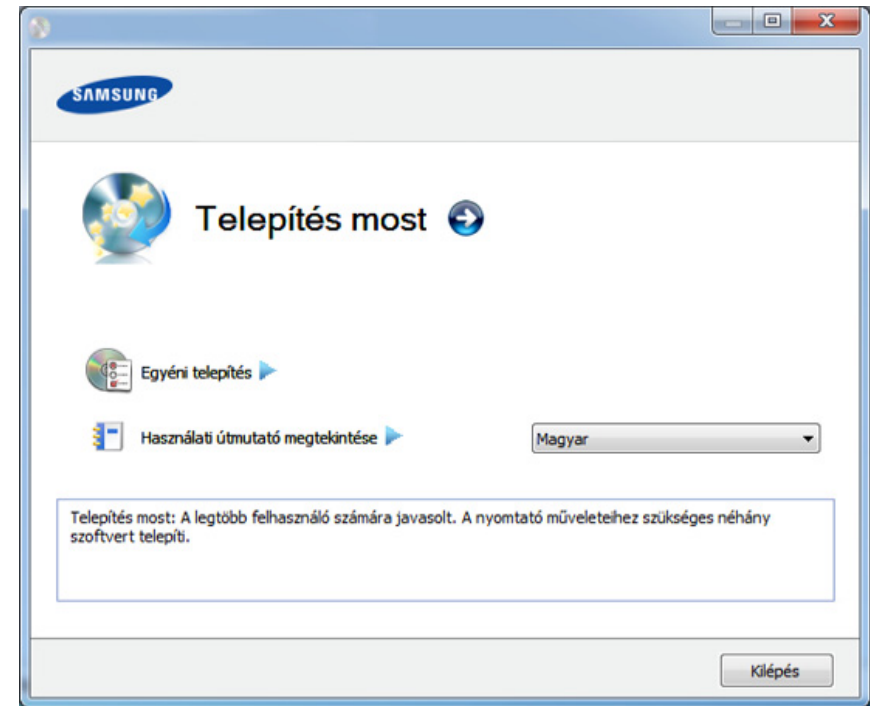 SAMSUNG
Telepítés most
Egyéni telepítés
Használati útmutató megtekintése
Magyar
Telepítés most: A legtöbb felhasználó számára javasolt. A nyomtató műveleteihez szükséges néhány
szoftvert telepíti.
Kilépés